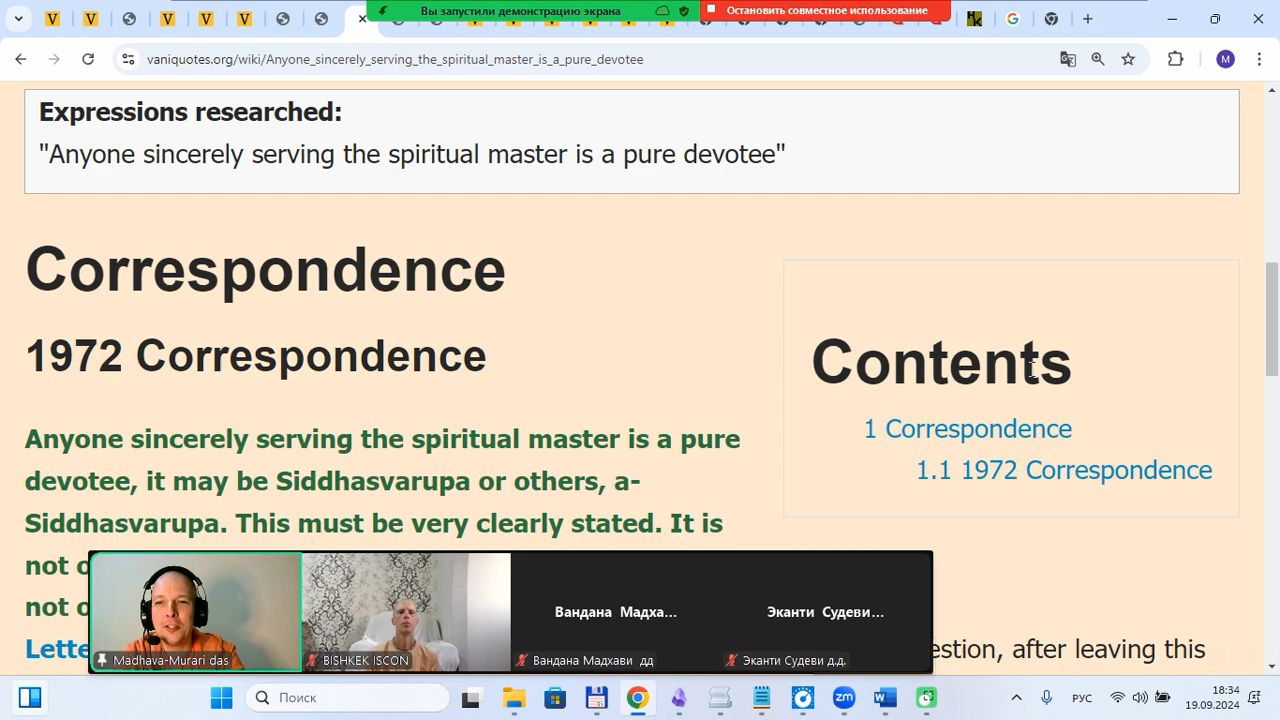 Вы запустили демонстрацию экрана
Остановить совместное использование
vaniquotes.org/wiki/Anyone_sincerely_serving_the_spiritual_master_is_a_pure_devotee
M
Expressions researched:
"Anyone sincerely serving the spiritual master is a pure devotee"
Correspondence
1972 Correspondence
Contents
1 Correspondence
1.1 1972 Correspondence
Anyone sincerely serving the spiritual master is a pure
devotee, it may be Siddhasvarupa or others, a-
Siddhasvarupa. This must be very clearly stated. It is
not o
not o
Lette
estion, after leaving this
Вандана Мадха...
Эканти Судеви...
Madhava-Murari das
BISHKEK ISCON
Вандана Мадхави дд
Эканти Судеви д.д.
Поиск
zm
W
РУС
18:34
19.09.2024